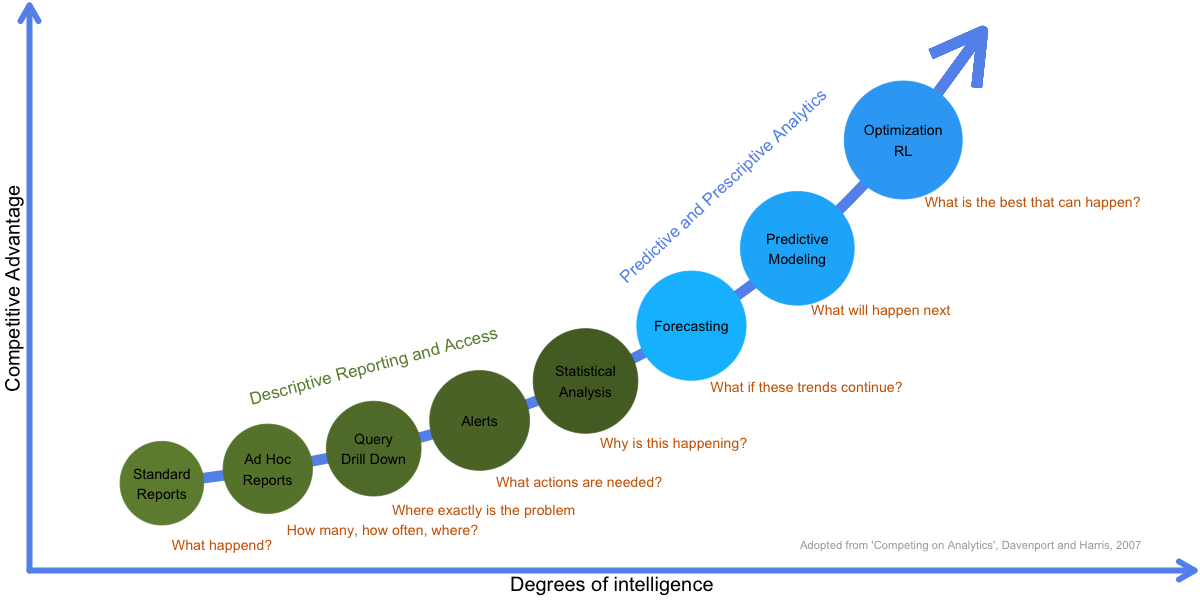 Optimization
RL
What is the best that can happen?
Predictive and Prescriptive Analytics
Predictive
Modeling
What will happen next
Forecasting
What if these trends continue?
Descriptive Reporting and Access
Statistical
Analysis
Why is this happening?
Alerts
What actions are needed?
Query
Drill Down
Where exactly is the problem
Ad Hoc
Reports
How many, how often, where?
Standard
Reports
What happend?
Adopted from 'Competing on Analytics', Davenport and Harris, 2007
Competitive Advantage
Degrees of intelligence